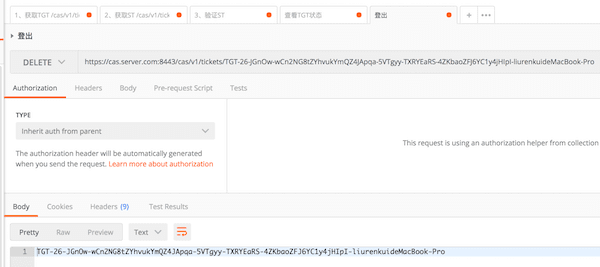 1、获取TGT /cas/v1/t
2、获取ST /cas/v1/tick
3、验证ST
查看TGT状态
登出
登出
DELETE
https://cas.server.com:8443/cas/v1/tickets/TGT-26-JGnOw-wCn2NG8tZYhvukYmQZ4JApqa-5VTgyy-TXRYEaRS-4ZKbaoZFJ6YC1y4jHIpI-liurenkuideMacBook-Pro
Authorization
Headers
Body
Pre-request Script
Tests
TYPE
Inherit auth from parent
The authorization header will be automatically generated
when you send the request. Learn more about authorization
This request is using an authorization helper from collection
Body
Cookies
Headers (9)
Test Results
Pretty
Raw
Preview
Text
1
TGT-26-JGnOw-wCn2NG8tZYhvukYmQZ4JApqa-5VTgyy-TXRYEaRS-4ZKbaoZFJ6YC1y4jHIpI-liurenkuideMacBook-Pro